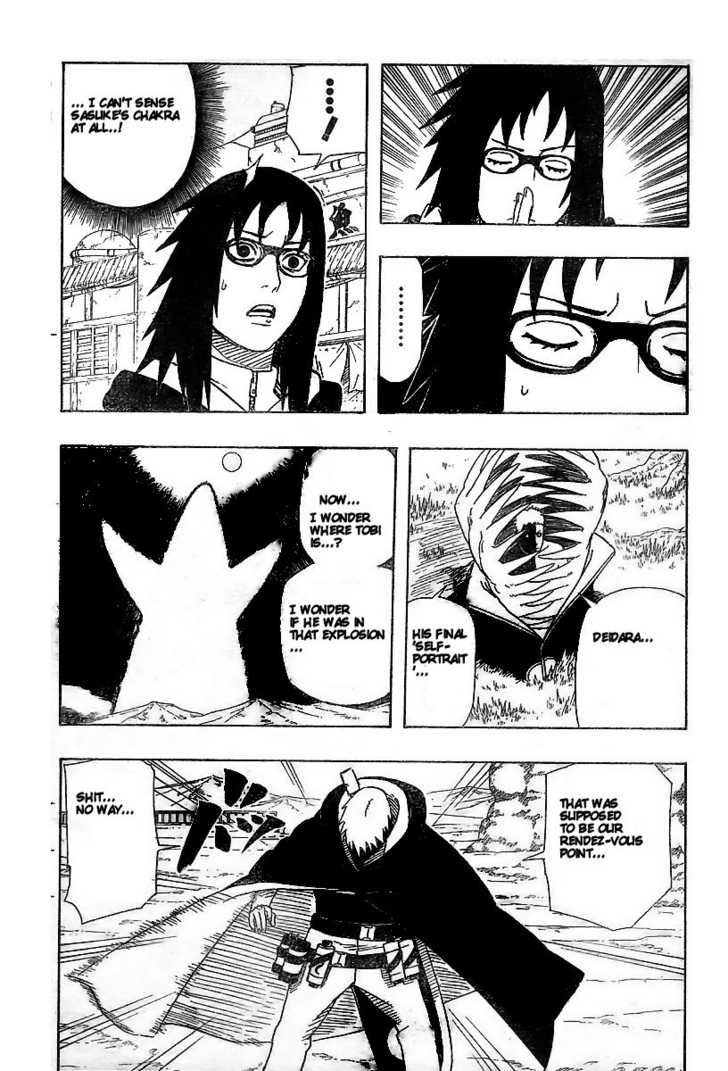 ... I CAN'T SENSE
SASUKE'S CHAKRA
AT ALL..!
....!
.........
DEIDARA...
HIS FINAL
'SELF-
PORTRAIT
'...
NOW...
I WONDER
WHERE TOBI
IS...?
I WONDER
IF HE WAS IN
THAT EXPLOSION
...
THAT WAS
SUPPOSED
TO BE OUR
RENDEZ-VOUS
POINT...
SHIT...
NO WAY...